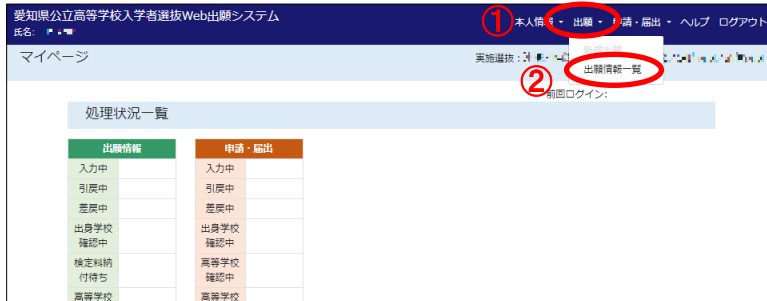 愛知県公立高等学校入学者選抜Web出願システム
氏名:
① 本人情報 出願 申請・届出 ヘルプ ログアウト
マイページ
実施選抜:
新規出願
② 出願情報一覧
前回ログイン:
処理状況一覧
出願情報 申請・届出
入力中 入力中
引戻中 引戻中
差戻中 差戻中
出身学校 出身学校
確認中 確認中
検定料納 高等学校
付待ち 確認中
高等学校 高等学校